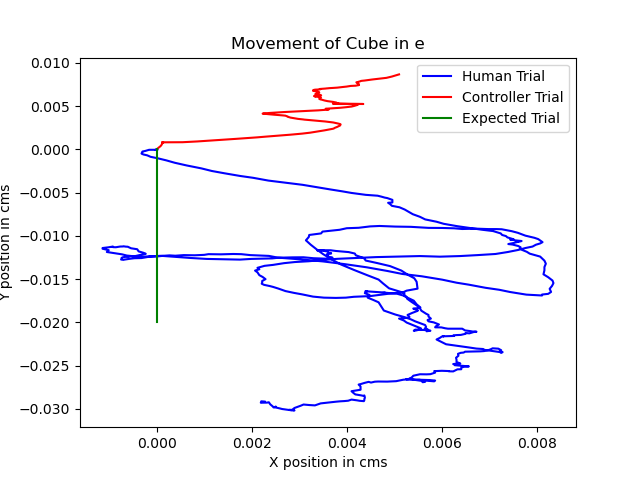 Movement of Cube in e
Human Trial
Controller Trial
Expected Trial
0.010
0.005
0.000
−0.005
−0.010
−0.015
−0.020
−0.025
−0.030
Y position in cms
0.000 0.002 0.004 0.006 0.008
X position in cms